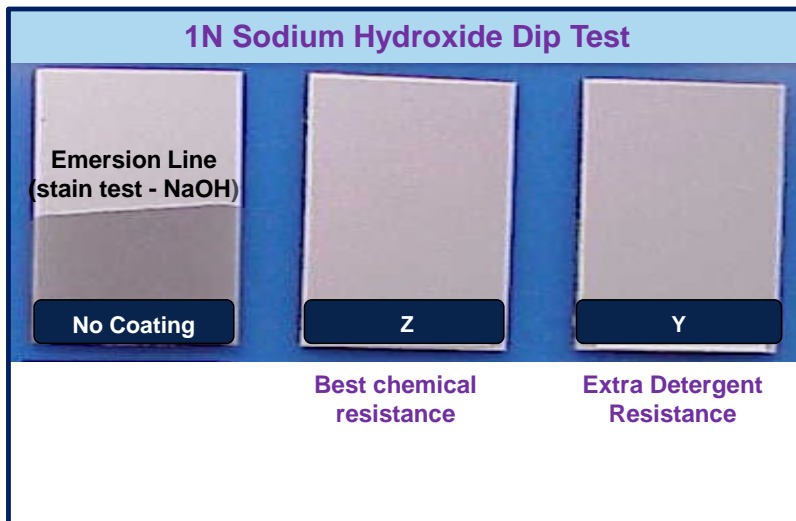 1N Sodium Hydroxide Dip Test
Emersion Line
(stain test - NaOH)
No Coating
Z
Y
Best chemical
resistance
Extra Detergent
Resistance